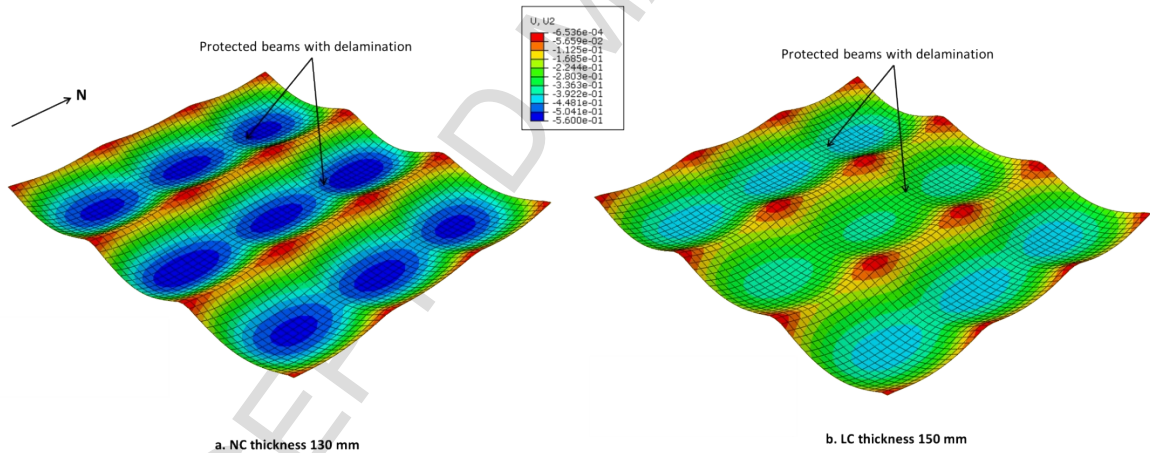 Protected beams with delamination
N
U, U2
-6.536e-04
-5.659e-02
-1.125e-01
-1.685e-01
-2.244e-01
-2.803e-01
-3.363e-01
-3.922e-01
-4.481e-01
-5.041e-01
-5.600e-01
Protected beams with delamination
a. NC thickness 130 mm
b. LC thickness 150 mm